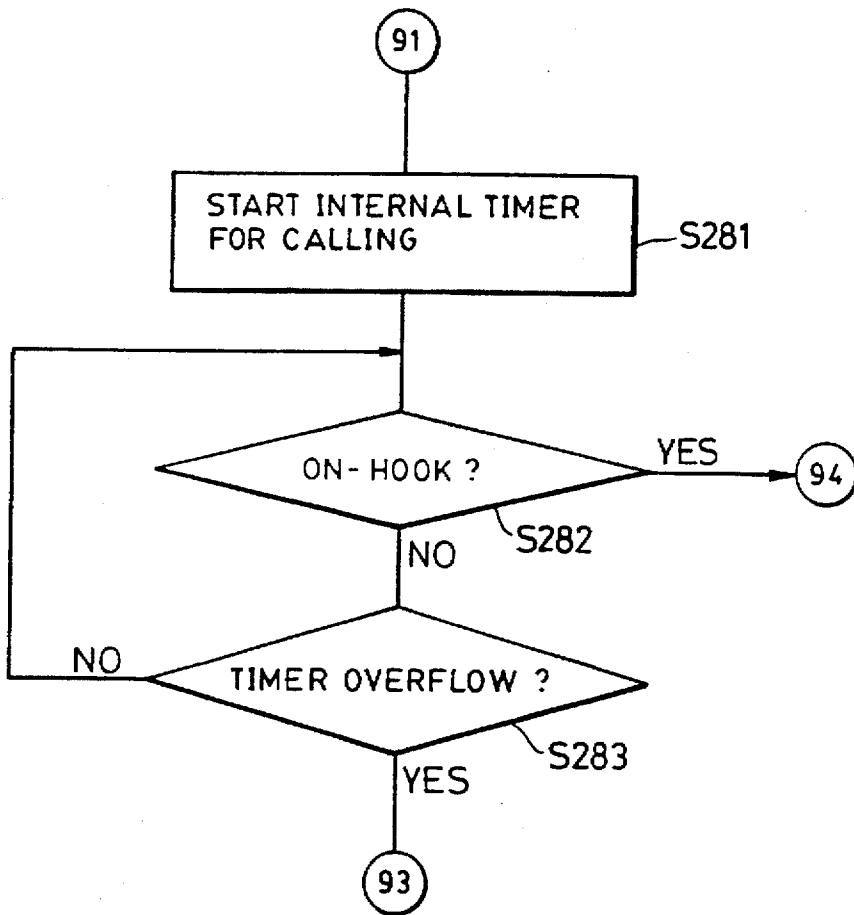 91
START INTERNAL TIMER
FOR CALLING
S281
ON-HOOK ?
YES
94
S282
NO
NO
TIMER OVERFLOW ?
S283
YES
93